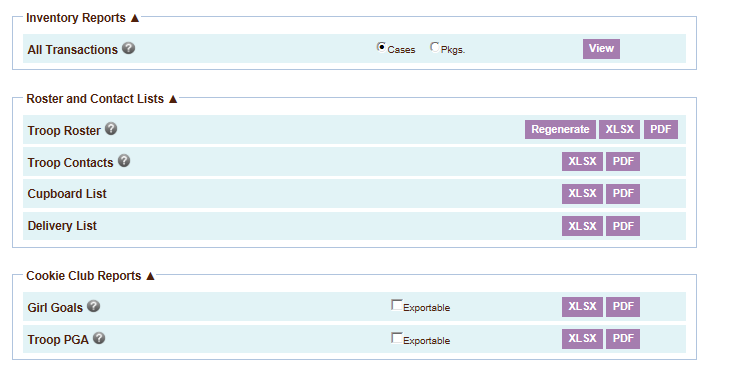 Inventory Reports ▲
All Transactions ? Cases Pkgs. View
Roster and Contact Lists ▲
Troop Roster ? Regenerate XLSX PDF
Troop Contacts ? XLSX PDF
Cupboard List XLSX PDF
Delivery List XLSX PDF
Cookie Club Reports ▲
Girl Goals ? Exportable XLSX PDF
Troop PGA ? Exportable XLSX PDF